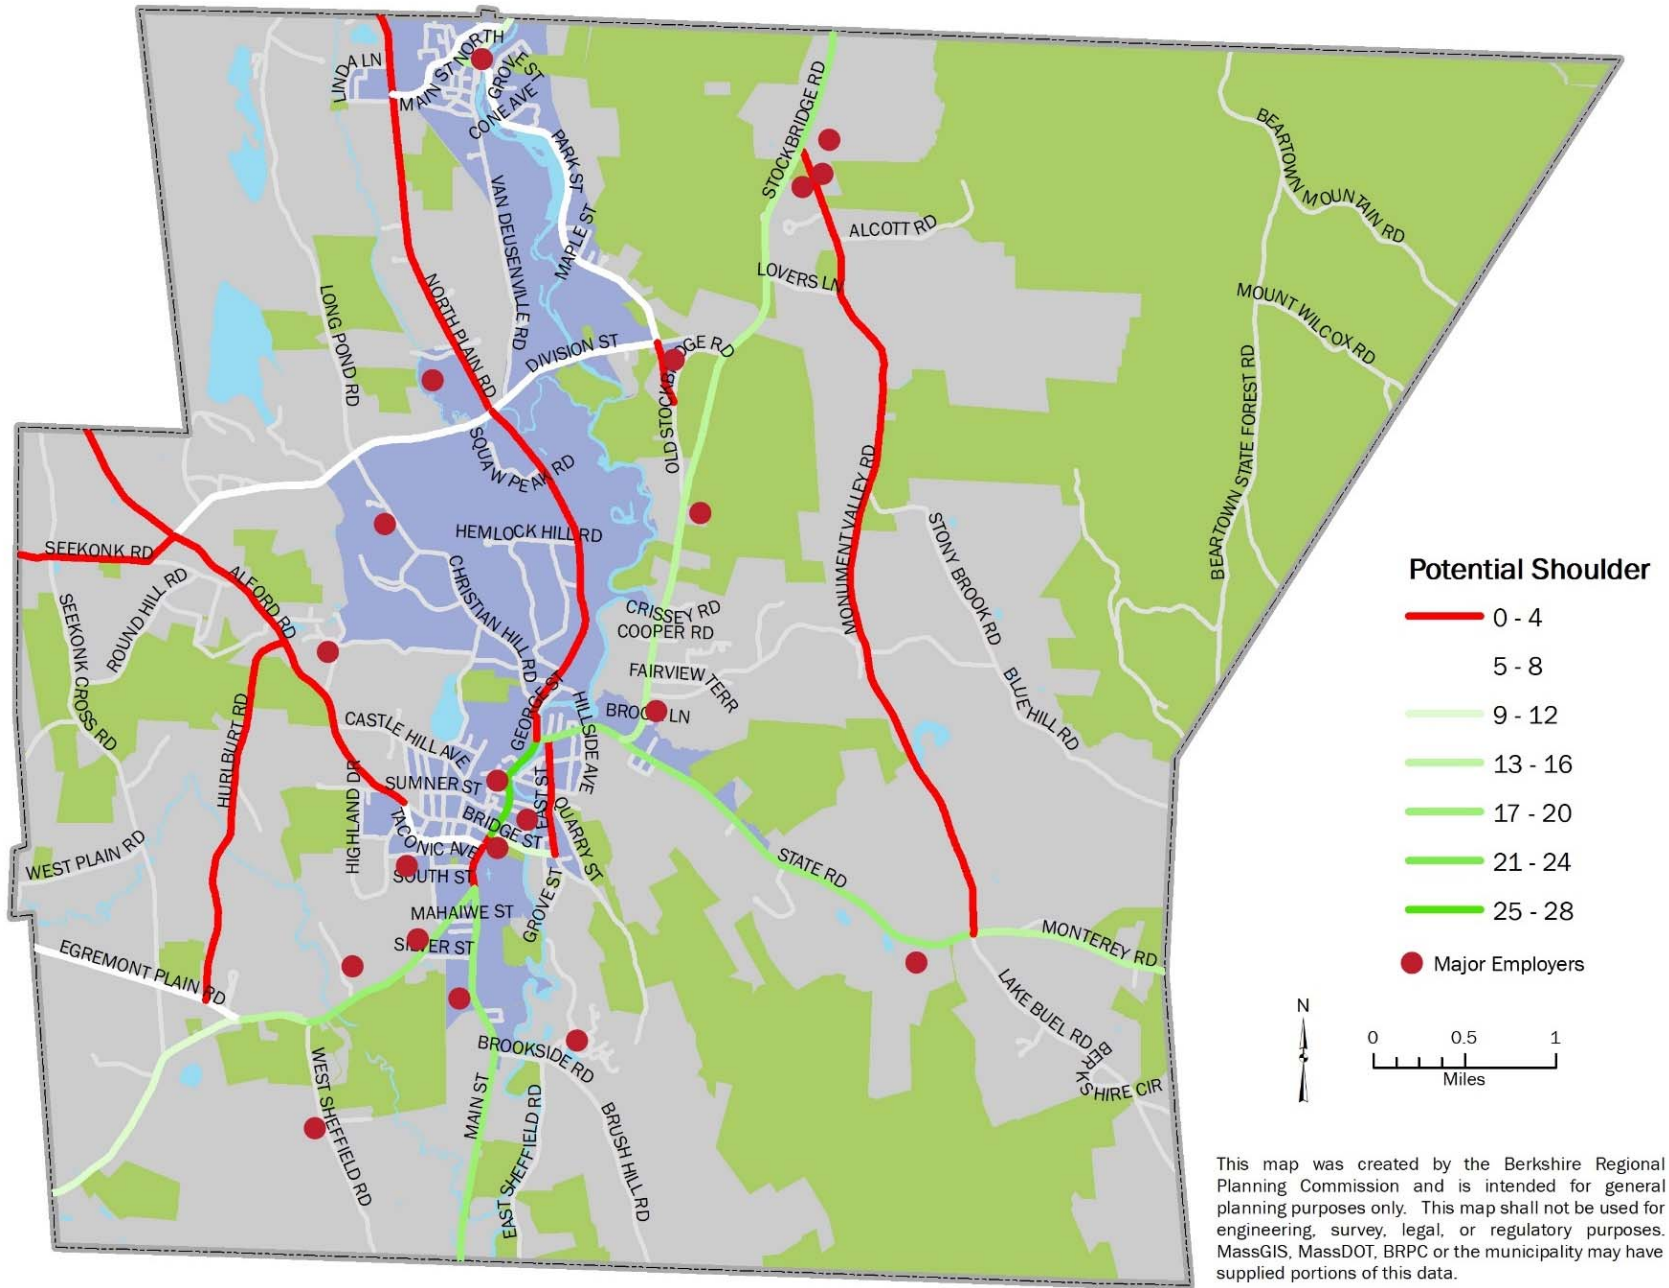 LINDA LN
MAIN ST NORTH
GROVE ST
CONE AVE
PARK ST
STOCKBRIDGE RD
BEARTOWN MOUNTAIN RD
VAN DEUSENVILLE RD
MAPLE ST
ALCOTT RD
LOVERS LN
LONG POND RD
NORTH PLAIN RD
MOUNT WILCOX RD
DIVISION ST
OLD STOCKBRIDGE RD
BEARTOWN STATE FOREST RD
SQUAW PEAK RD
MONUMENT VALLEY RD
HEMLOCK HILL RD
STONY BROOK RD
SEEKONK RD
ALFORD RD
ROUND HILL RD
SEEKONK CROSS RD
CHRISTIAN HILL RD
CRISSEY RD
COOPER RD
FAIRVIEW TERR
BLUE HILL RD
BROOK LN
GEORGE ST
HILLSIDE AVE
HURLBURT RD
CASTLE HILL AVE
HIGHLAND DR
SUMNER ST
EAST ST
TACONIC AVE
BRIDGE ST
QUARRY ST
WEST PLAIN RD
SOUTH ST
STATE RD
MAHAIWE ST
GROVE ST
SILVER ST
MONTEREY RD
EGREMONT PLAIN RD
LAKE BUEL RD
BERKSHIRE CIR
BROOKSIDE RD
WEST SHEFFIELD RD
MAIN ST
EAST SHEFFIELD RD
BRUSH HILL RD
Potential Shoulder
0 - 4
5 - 8
9 - 12
13 - 16
17 - 20
21 - 24
25 - 28
Major Employers
N
0 0.5 1
Miles
This map was created by the Berkshire Regional
Planning Commission and is intended for general
planning purposes only. This map shall not be used for
engineering, survey, legal, or regulatory purposes.
MassGIS, MassDOT, BRPC or the municipality may have
supplied portions of this data.